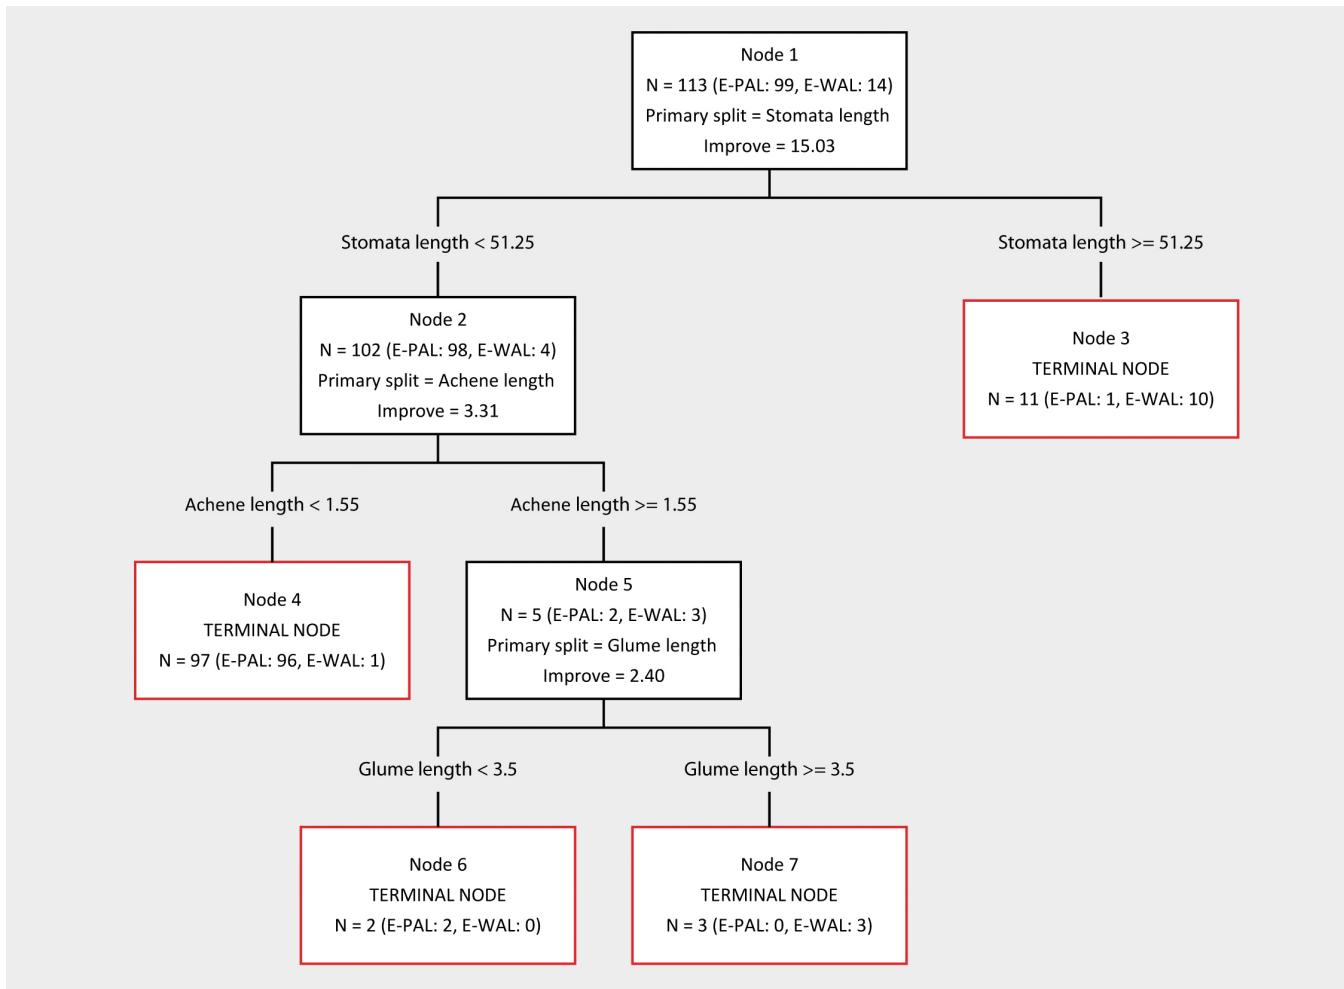 Node 1
N = 113 (E-PAL: 99, E-WAL: 14)
Primary split = Stomata length
Improve = 15.03
Stomata length < 51.25
Stomata length >= 51.25
Node 2
N = 102 (E-PAL: 98, E-WAL: 4)
Primary split = Achene length
Improve = 3.31
Node 3
TERMINAL NODE
N = 11 (E-PAL: 1, E-WAL: 10)
Achene length < 1.55
Achene length >= 1.55
Node 4
TERMINAL NODE
N = 97 (E-PAL: 96, E-WAL: 1)
Node 5
N = 5 (E-PAL: 2, E-WAL: 3)
Primary split = Glume length
Improve = 2.40
Glume length < 3.5
Glume length >= 3.5
Node 6
TERMINAL NODE
N = 2 (E-PAL: 2, E-WAL: 0)
Node 7
TERMINAL NODE
N = 3 (E-PAL: 0, E-WAL: 3)